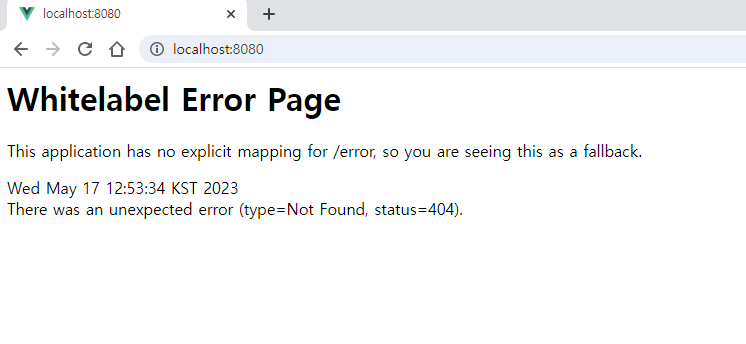 localhost:8080
localhost:8080
Whitelabel Error Page
This application has no explicit mapping for /error, so you are seeing this as a fallback.
Wed May 17 12:53:34 KST 2023
There was an unexpected error (type=Not Found, status=404).